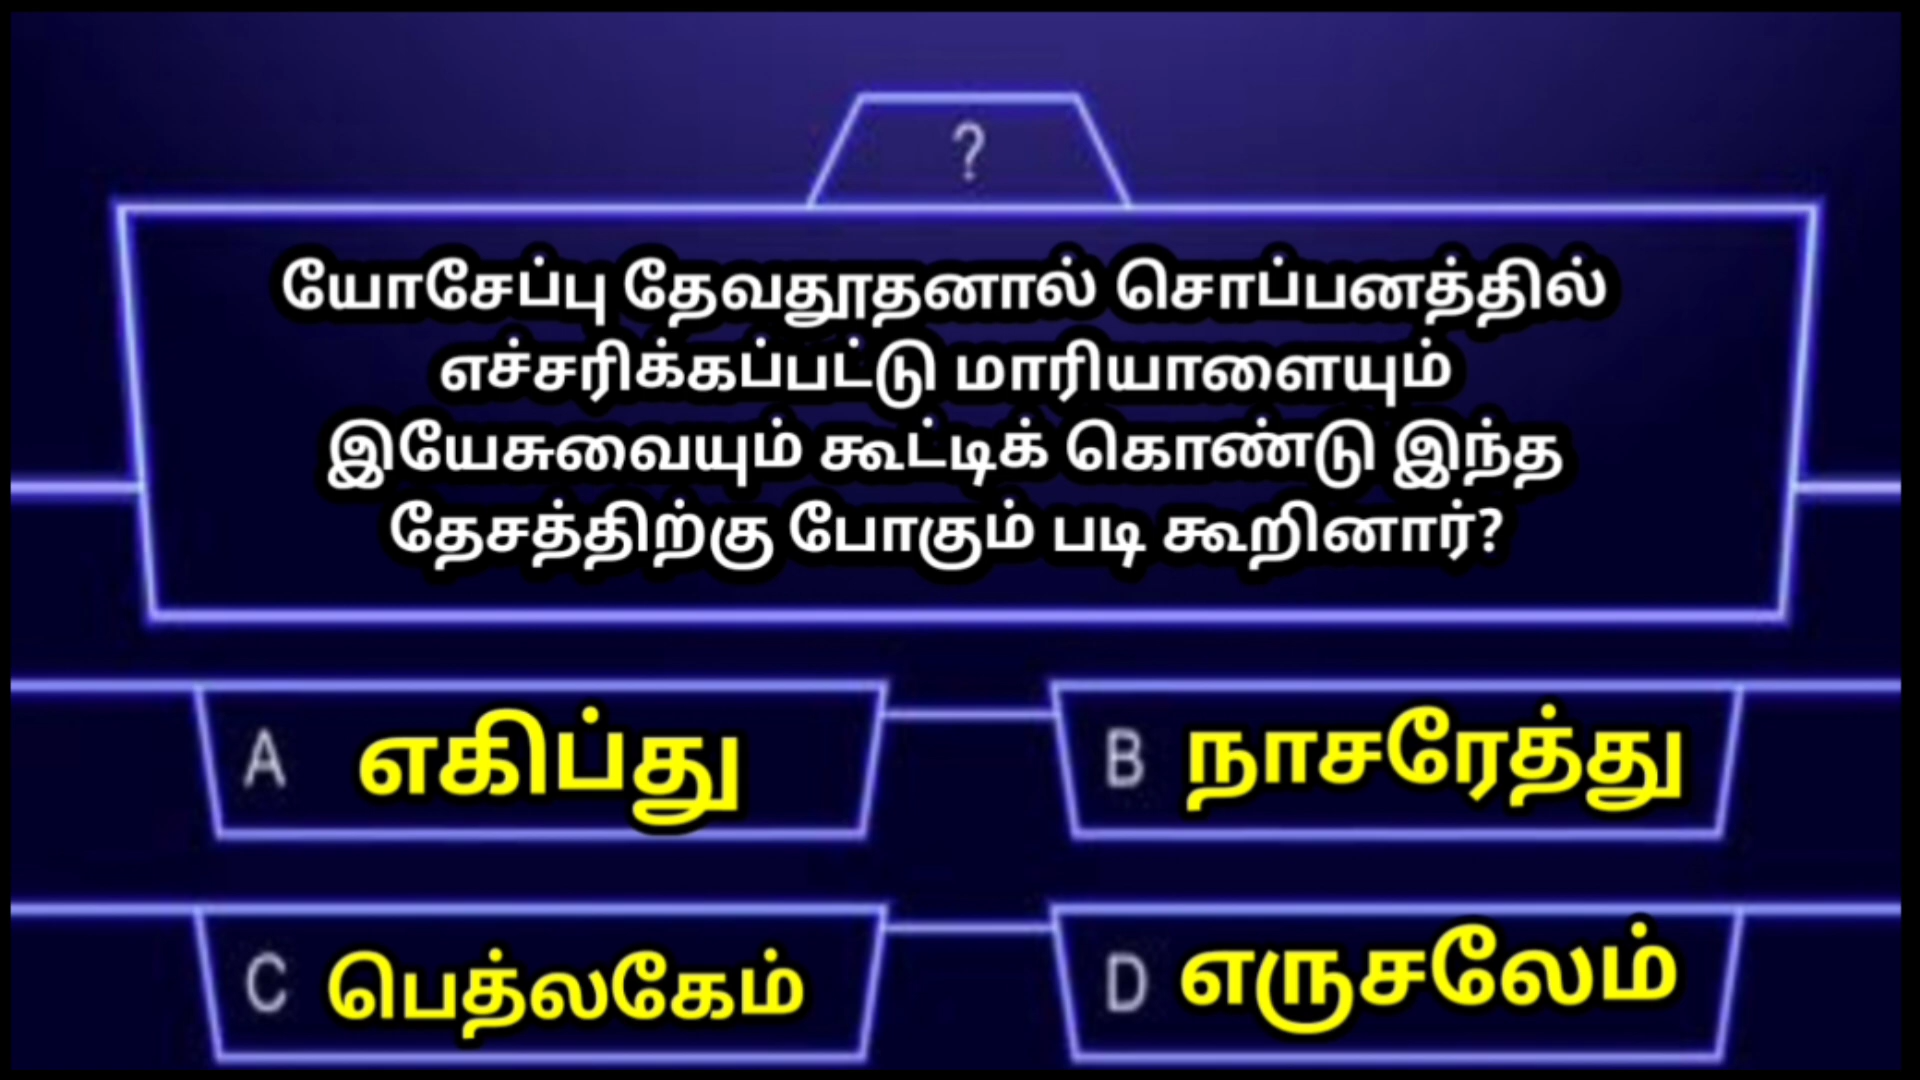 ?
யோசேப்பு தேவதூதனால் சொப்பனத்தில்
எச்சரிக்கப்பட்டு மாரியாளையும்
இயேசுவையும் கூட்டிக் கொண்டு இந்த
தேசத்திற்கு போகும் படி கூறினார்?
A எகிப்து
B நாசரேத்து
C பெத்லகேம்
D எருசலேம்